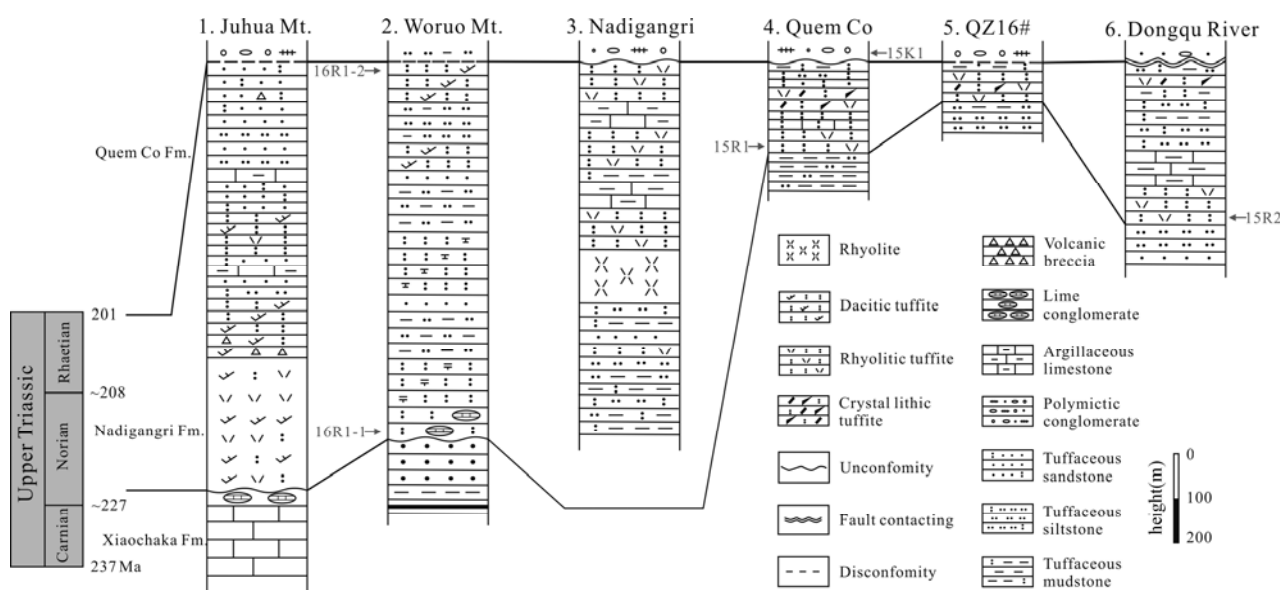 1. Juhua Mt.
2. Woruo Mt.
3. Nadigangri
4. Quem Co
5. QZ16#
6. Dongqu River
16R1-2
15K1
Quem Co Fm.
15R1
15R2
Upper Triassic
Rhaetian
Norian
Carnian
201
~208
Nadigangri Fm.
16R1-1
~227
Xiaochaka Fm.
237 Ma
Rhyolite
Dacitic tuffite
Rhyolitic tuffite
Crystal lithic
tuffite
Unconfomity
Fault contacting
Disconfomity
Volcanic
breccia
Lime
conglomerate
Argillaceous
limestone
Polymictic
conglomerate
Tuffaceous
sandstone
Tuffaceous
siltstone
Tuffaceous
mudstone
height(m)
0
100
200